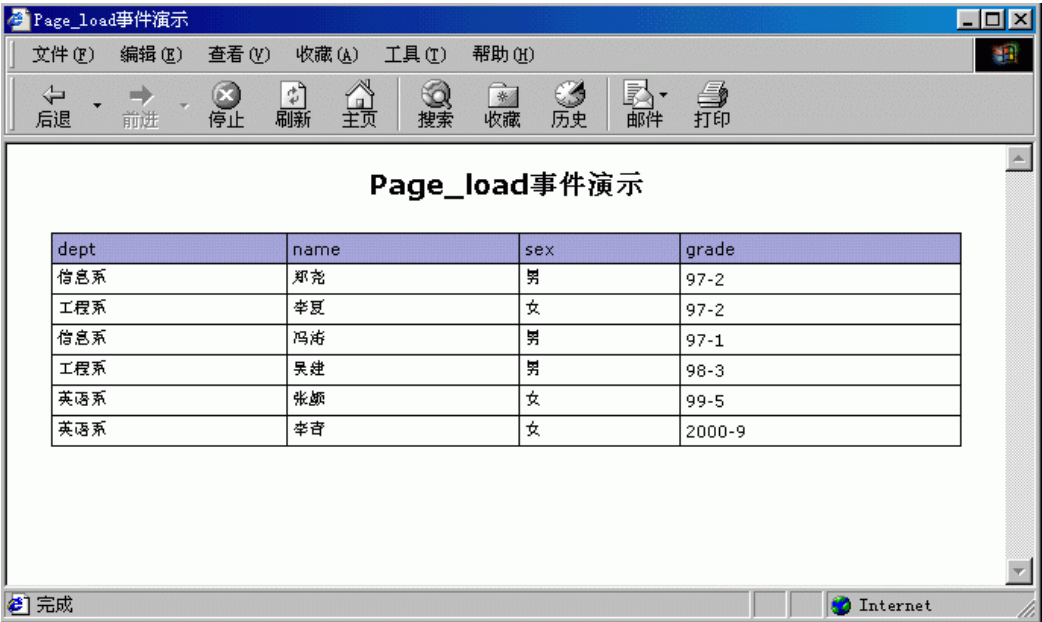 Page_load事件演示
文件(F) 编辑(E) 查看(V) 收藏(A) 工具(T) 帮助(H)
后退 前进 停止 刷新 主页 搜索 收藏 历史 邮件 打印
Page_load事件演示
dept name sex grade
信息系 郑尧 男 97-2
工程系 李夏 女 97-2
信息系 冯涛 男 97-1
工程系 吴建 男 98-3
英语系 张 女 99-5
英语系 李 女 2000-9
完成 Internet